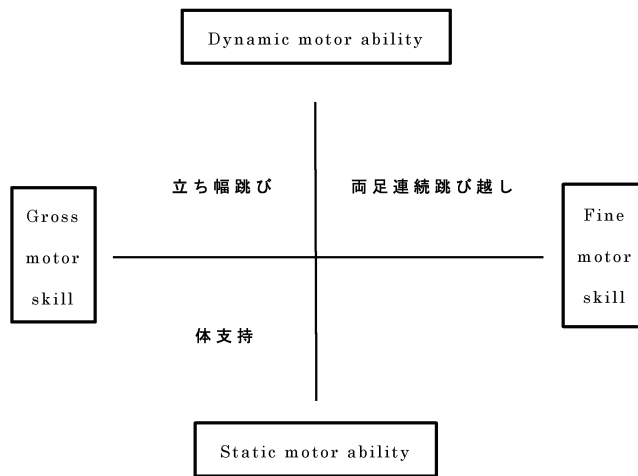 Dynamic motor ability
立ち幅跳び
両足連続跳び越し
Gross
motor
skill
Fine
motor
skill
体支持
Static motor ability